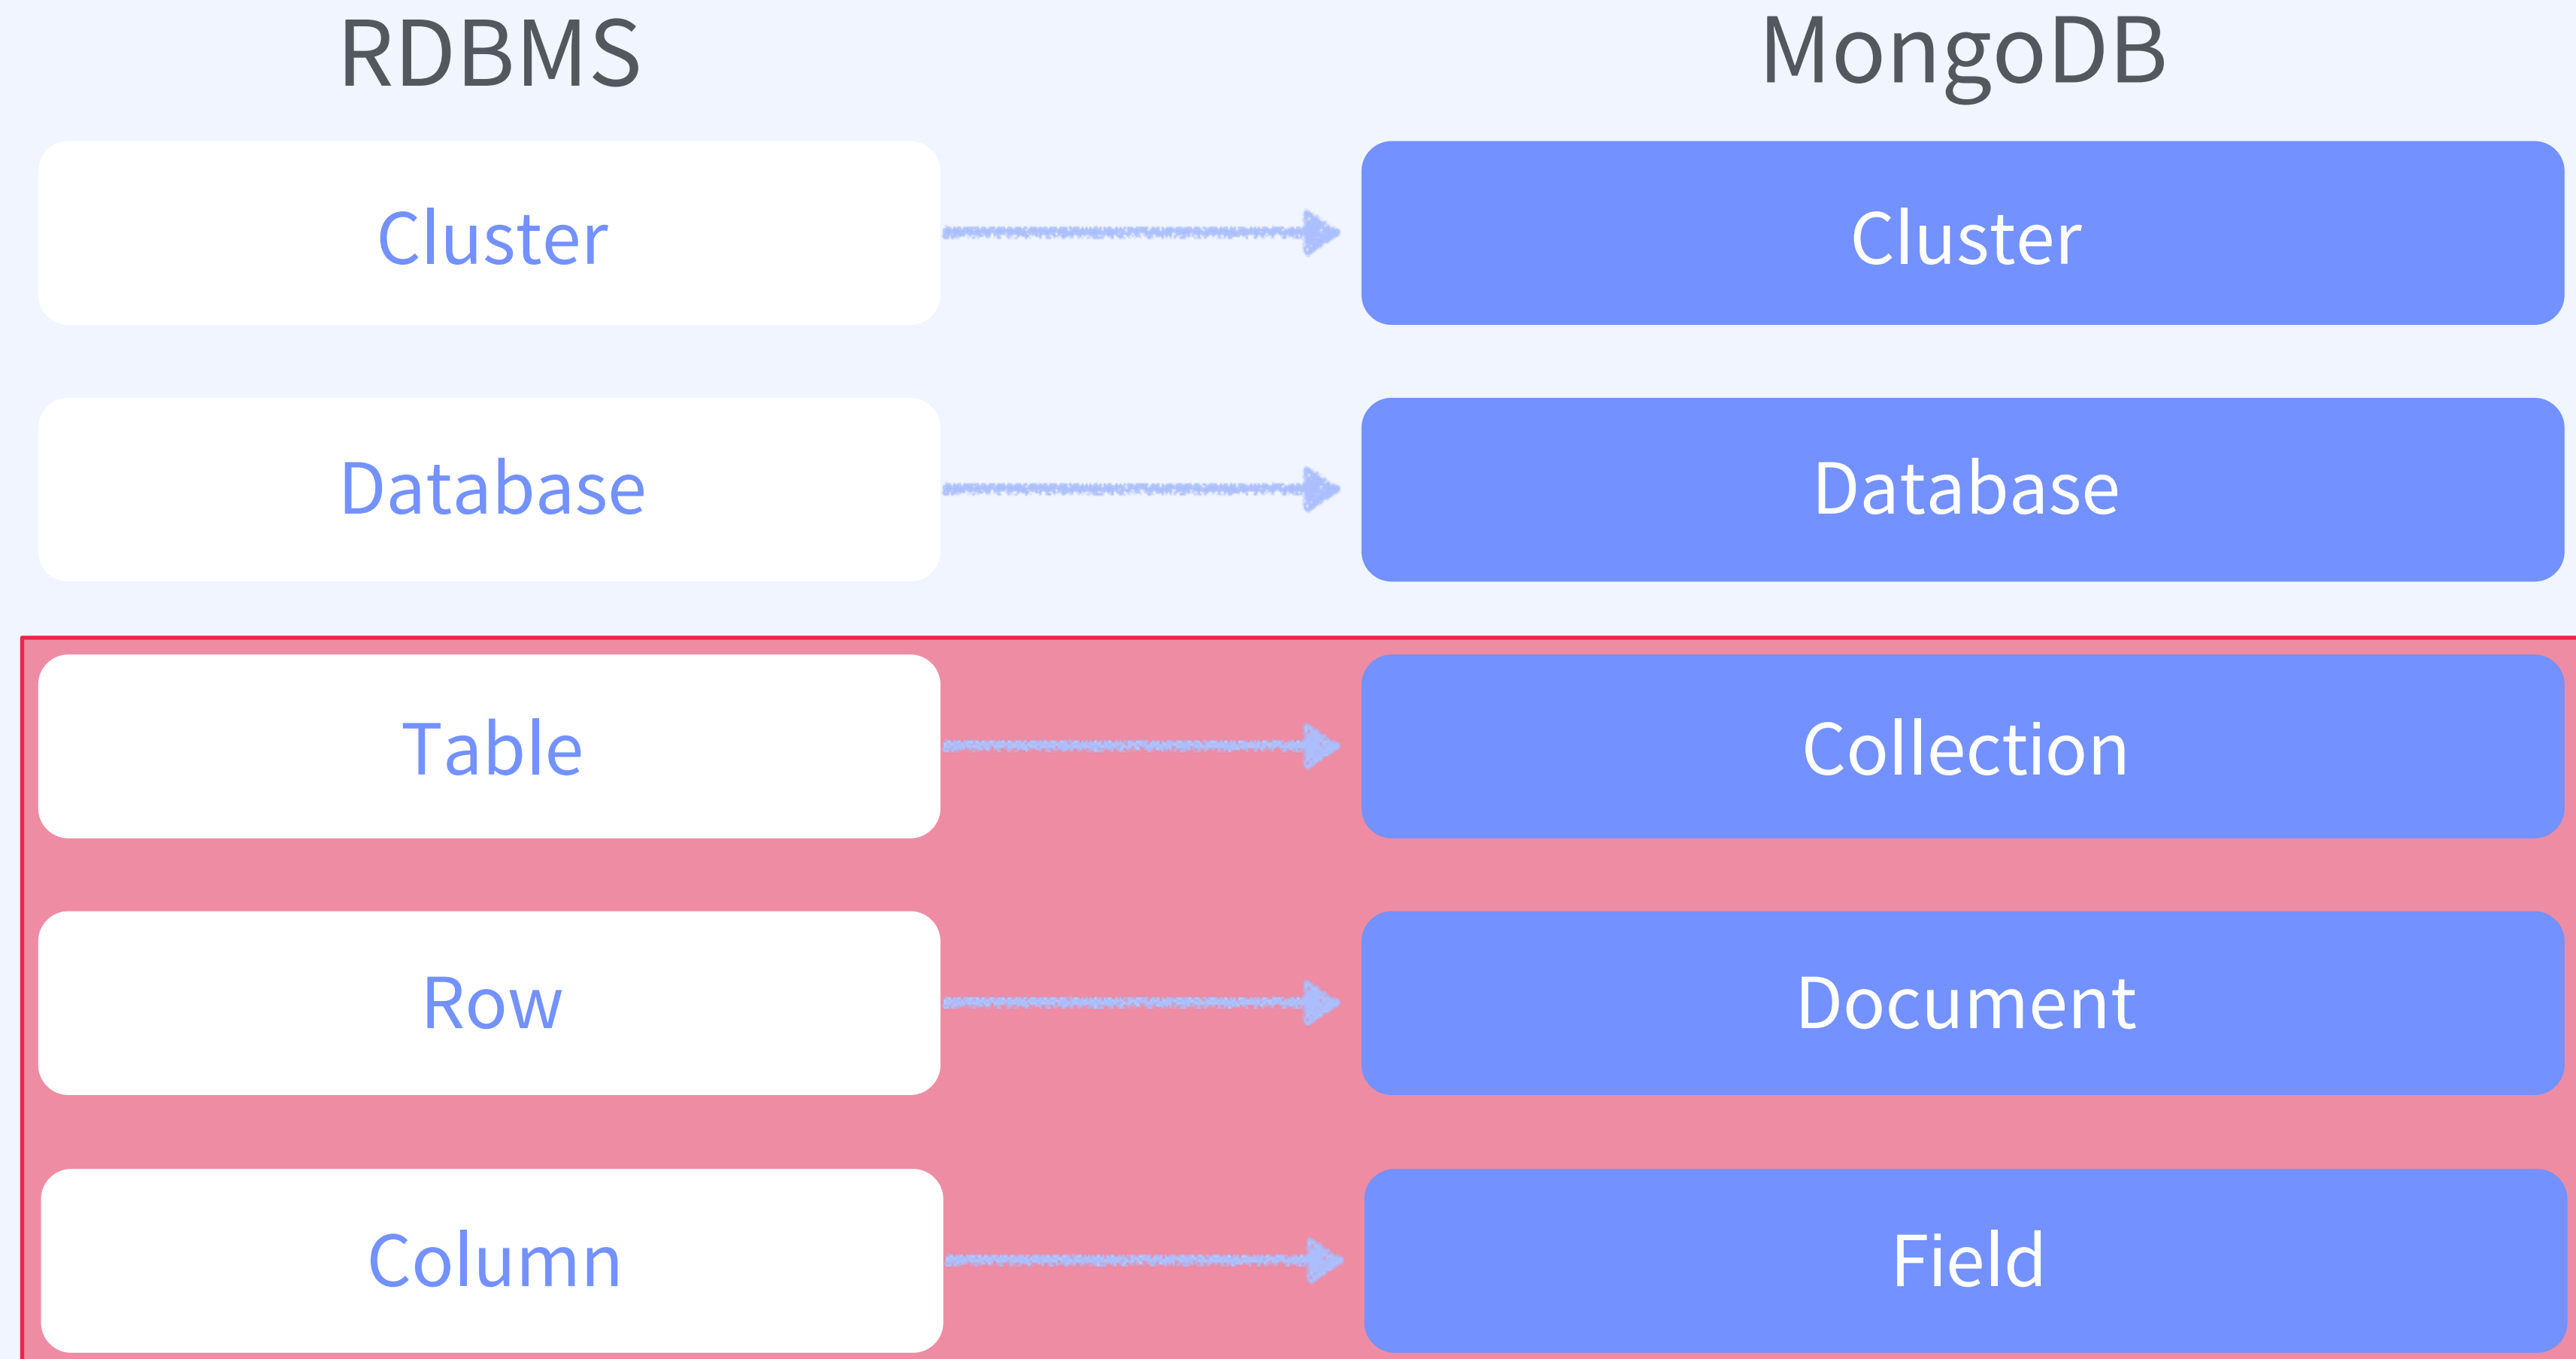 RDBMS
MongoDB
Cluster
Cluster
Database
Database
Table
Collection
Row
Document
Column
Field